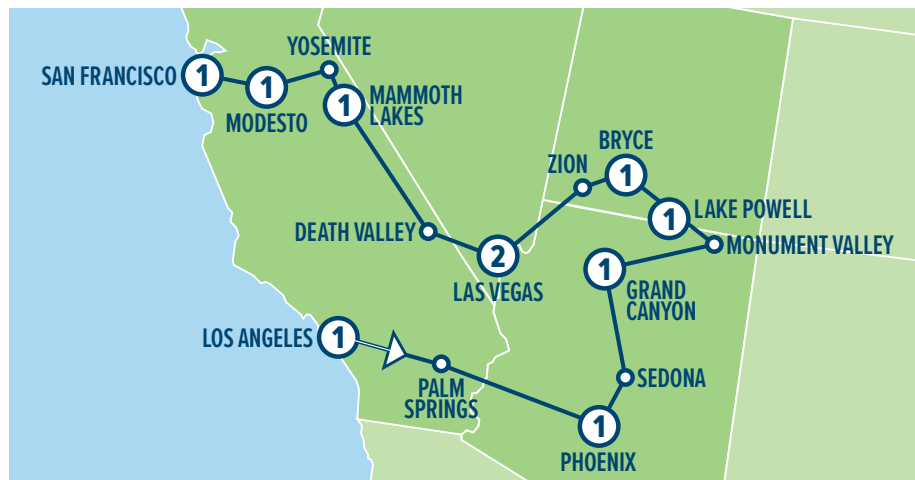 YOSEMITE
SAN FRANCISCO
1
1
MODESTO
1
MAMMOTH
LAKES
BRYCE
ZION
1
1
LAKE POWELL
DEATH VALLEY
MONUMENT VALLEY
2
LAS VEGAS
1
GRAND
CANYON
LOS ANGELES
1
PALM
SPRINGS
SEDONA
1
PHOENIX